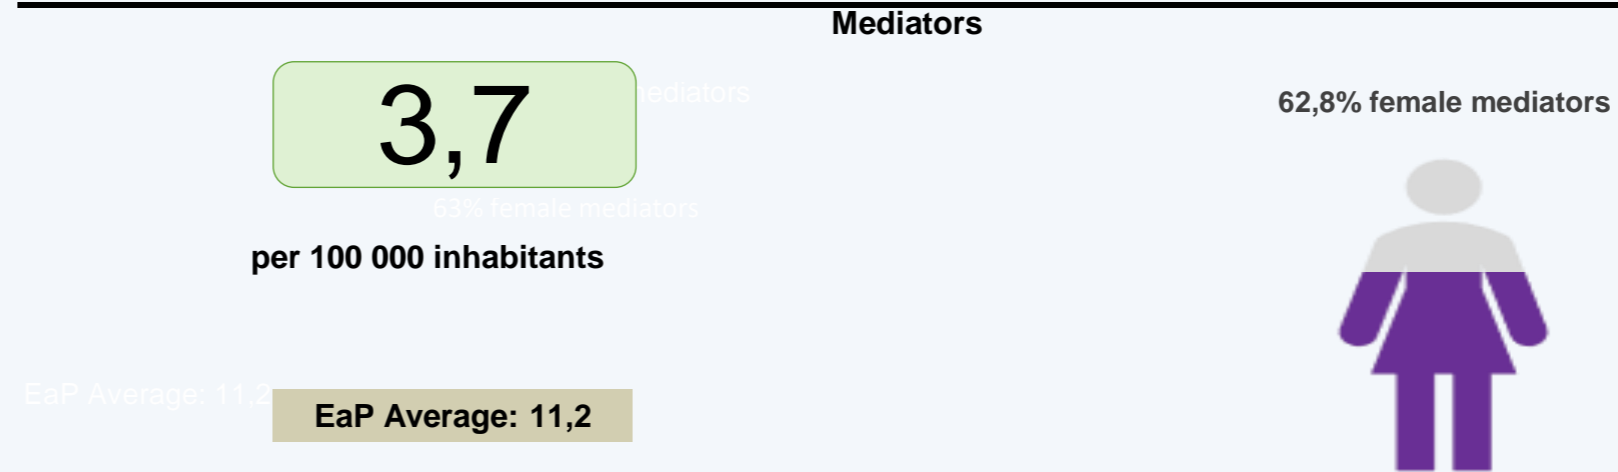 Mediators
3,7
mediators
62,8% female mediators
63% female mediators
per 100 000 inhabitants
EaP Average: 11,2
EaP Average: 11,2